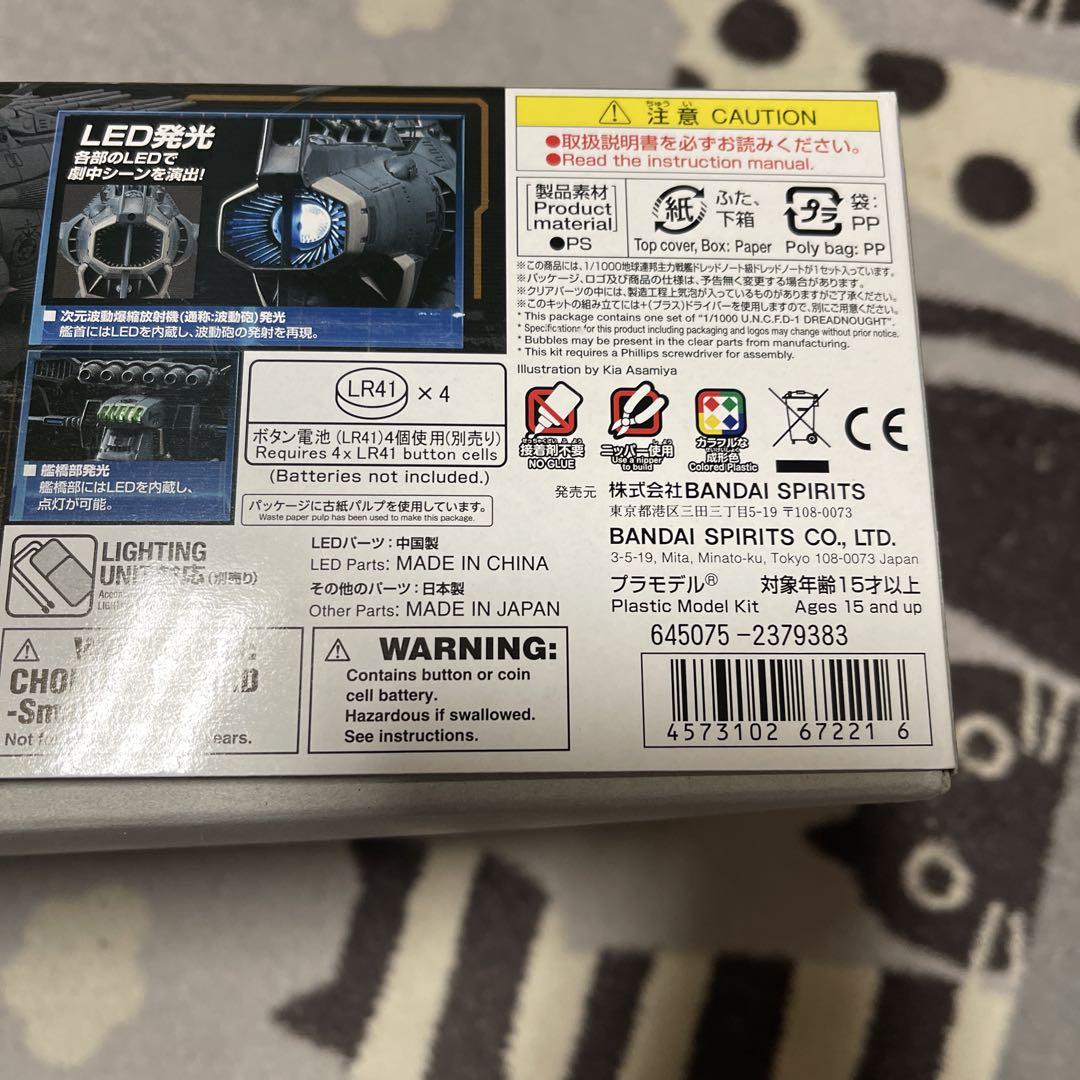 LED発光
各部のLEDで
劇中シーンを演出!
■ 次元波動爆縮放射機(通称:波動砲)発光
艦首にはLEDを内蔵し、波動砲の発射を再現。
■ 艦橋部発光
艦橋部にはLEDを内蔵し、
点灯が可能。
LR41 × 4
ボタン電池(LR41)4個使用(別売り)
Requires 4x LR41 button cells
(Batteries not included.)
パッケージに古紙パルプを使用しています。
Waste paper pulp has been used to make this package.
LIGHTING
UNIT対応(別売り)
LEDパーツ:中国製
LED Parts: MADE IN CHINA
その他のパーツ:日本製
Other Parts: MADE IN JAPAN
-Sm
Not fo
ears.
WARNING:
Contains button or coin
cell battery.
Hazardous if swallowed.
See instructions.
ちゅう い
注意 CAUTION
●取扱説明書を必ずお読みください。
●Read the instruction manual.
[製品素材]
[Product material]
●PS
紙 ふた、
下箱
Top cover, Box: Paper
プラ 袋:
PP
Poly bag: PP
※この商品には、1/1000地球連邦主力戦艦ドレッドノート級ドレッドノートが1セット入っています。
※パッケージ、ロゴ及び商品の仕様は、予告無く変更する場合がございます。
※クリアパーツの中には、製造工程上気泡が入っているものがありますがご了承ください。
※このキットの組み立てには+(プラス)ドライバーを使用しますので、別にご用意ください。
* This package contains one set of "1/1000 U.N.C.F.D-1 DREADNOUGHT".
* Specifications for this product including packaging and logos may change without prior notice.
* Bubbles may be present in the clear parts from manufacturing.
* This kit requires a Phillips screwdriver for assembly.
Illustration by Kia Asamiya
接着剤不要
NO GLUE
ニッパー使用
Use a nipper
to build
カラフルな
成形色
Colored Plastic
CE
発売元 株式会社BANDAI SPIRITS
東京都港区三田三丁目5-19 〒108-0073
BANDAI SPIRITS CO., LTD.
3-5-19, Mita, Minato-ku, Tokyo 108-0073 Japan
プラモデル® 対象年齢15才以上
Plastic Model Kit Ages 15 and up
645075-2379383
4573102 67221 6